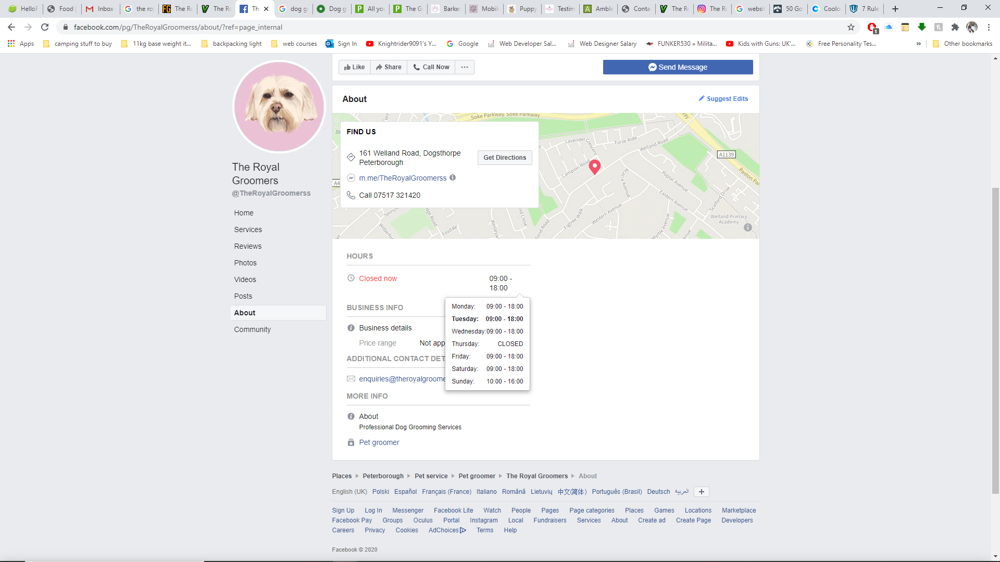 HelloF
Food
Inbox
the ro
The Ro
The Ro
Th
dog g
Dog g
All you
The G
Barker
Mobil
Puppy
Testim
Amble
Conta
The Ro
The Ro
websit
50 Go
Coolo
7 Rule
facebook.com/pg/TheRoyalGroomerss/about/?ref=page_internal
1
Apps
camping stuff to buy
11kg base weight it...
backpacking light
web courses
Sign In
Knightrider9091's Y...
Google
Web Developer Sal...
Web Designer Salary
FUNKER530 » Milita...
Kids with Guns: UK'...
Free Personality Tes...
»
Other bookmarks
Like
Share
Call Now
Send Message
The Royal
Groomers
@TheRoyalGroomerss
Home
Services
Reviews
Photos
Videos
Posts
About
Community
About
Suggest Edits
FIND US
161 Welland Road, Dogsthorpe
Peterborough
Get Directions
m.me/TheRoyalGroomerss
Call 07517 321420
Soke Parkway Soke Parkway
Lavender Crescent
Furze Ride
Welland Road
A1139
Campion Road
Acacia Avenue
Poplar Avenue
Paston Par
A4
Eastern Avenue
Scalford Drive
Western Avenue
Figtree Walk
Welland Primary
Academy
Myrtle Avenue
Foxdale
HOURS
Closed now
09:00 -
18:00
Monday: 09:00 - 18:00
Tuesday: 09:00 - 18:00
Wednesday:09:00 - 18:00
Thursday: CLOSED
Friday: 09:00 - 18:00
Saturday: 09:00 - 18:00
Sunday: 10:00 - 16:00
BUSINESS INFO
Business details
Price range Not app
ADDITIONAL CONTACT DET
enquiries@theroyalgroome
MORE INFO
About
Professional Dog Grooming Services
Pet groomer
Places Peterborough Pet service Pet groomer The Royal Groomers About
English (UK) Polski Español Français (France) Italiano Română Lietuvių 中文(简体) Português (Brasil) Deutsch العربية
Sign Up Log In Messenger Facebook Lite Watch People Pages Page categories Places Games Locations Marketplace
Facebook Pay Groups Oculus Portal Instagram Local Fundraisers Services About Create ad Create Page Developers
Careers Privacy Cookies AdChoices Terms Help
Facebook © 2020